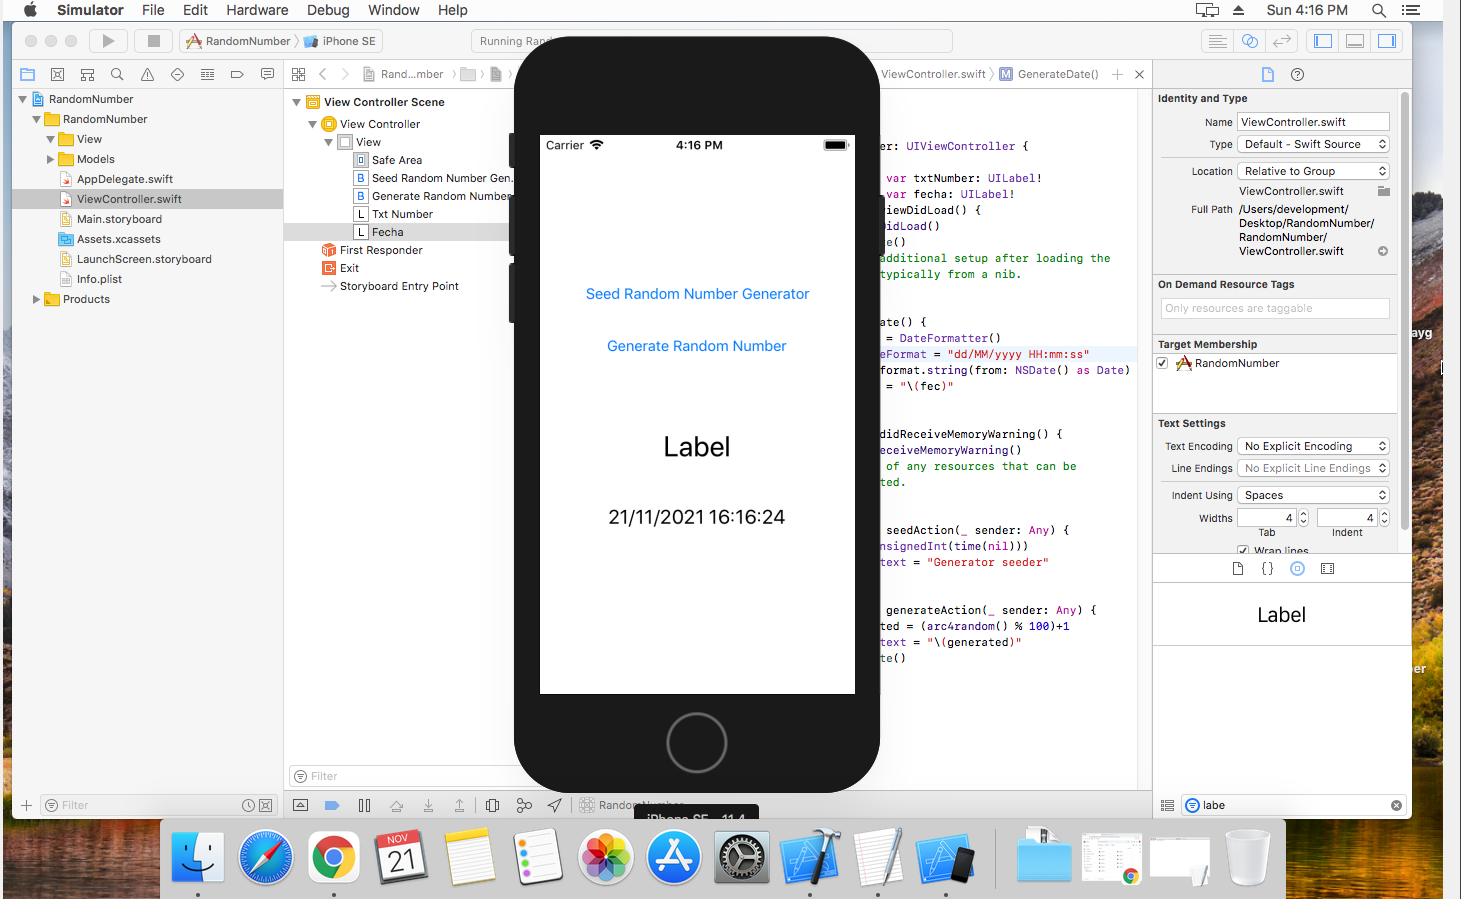 Simulator File Edit Hardware Debug Window Help Sun 4:16 PM
RandomNumber iPhone SE
Running
Rand...mber
ViewController.swift
GenerateDate()
RandomNumber
RandomNumber
View
Models
AppDelegate.swift
ViewController.swift
Main.storyboard
Assets.xcassets
LaunchScreen.storyboard
Info.plist
Products
Filter
View Controller Scene
View Controller
View
Safe Area
Seed Random Number Gen.
Generate Random Number
Txt Number
Fecha
First Responder
Exit
Storyboard Entry Point
Filter
Carrier 4:16 PM
Seed Random Number Generator
Generate Random Number
Label
21/11/2021 16:16:24
er: UIViewController {
var txtNumber: UILabel!
var fecha: UILabel!
viewDidLoad() {
DidLoad()
te()
additional setup after loading the
typically from a nib.
ate() {
= DateFormatter()
eFormat = "dd/MM/yyyy HH:mm:ss"
format.string(from: NSDate() as Date)
= "\(fec)"
didReceiveMemoryWarning() {
eceiveMemoryWarning()
of any resources that can be
ted.
seedAction(_ sender: Any) {
nsignedInt(time(nil)))
text = "Generator seeder"
generateAction(_ sender: Any) {
ted = (arc4random() % 100)+1
text = "\(generated)"
te()
Identity and Type
Name ViewController.swift
Type Default - Swift Source
Location Relative to Group
ViewController.swift
Full Path /Users/development/
Desktop/RandomNumber/
RandomNumber/
ViewController.swift
On Demand Resource Tags
Only resources are taggable
Target Membership
RandomNumber
Text Settings
Text Encoding No Explicit Encoding
Line Endings No Explicit Line Endings
Indent Using Spaces
Widths 4 4
Tab Indent
Wrap lines
Label
labe
ayg
er
RandomNumber
iPhone SE - 11.4
NOV
21